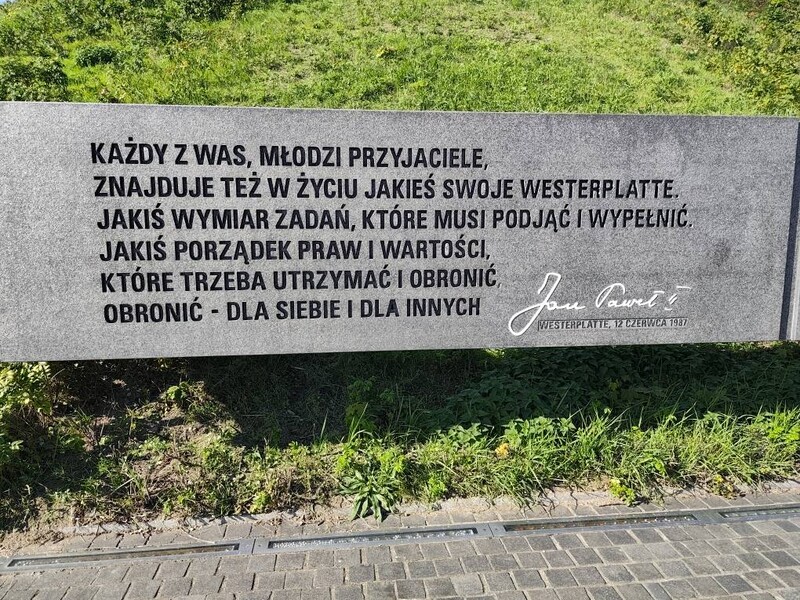 KAŻDY Z WAS, MŁODZI PRZYJACIELE,
ZNAJDUJE TEŻ W ŻYCIU JAKIEŚ SWOJE WESTERPLATTE.
JAKIŚ WYMIAR ZADAŃ, KTÓRE MUSI PODJĄĆ I WYPEŁNIĆ.
JAKIŚ PORZĄDEK PRAW I WARTOŚCI,
KTÓRE TRZEBA UTRZYMAĆ I OBRONIĆ,
OBRONIĆ - DLA SIEBIE I DLA INNYCH
Jan Paweł II
WESTERPLATTE, 12 CZERWCA 1987